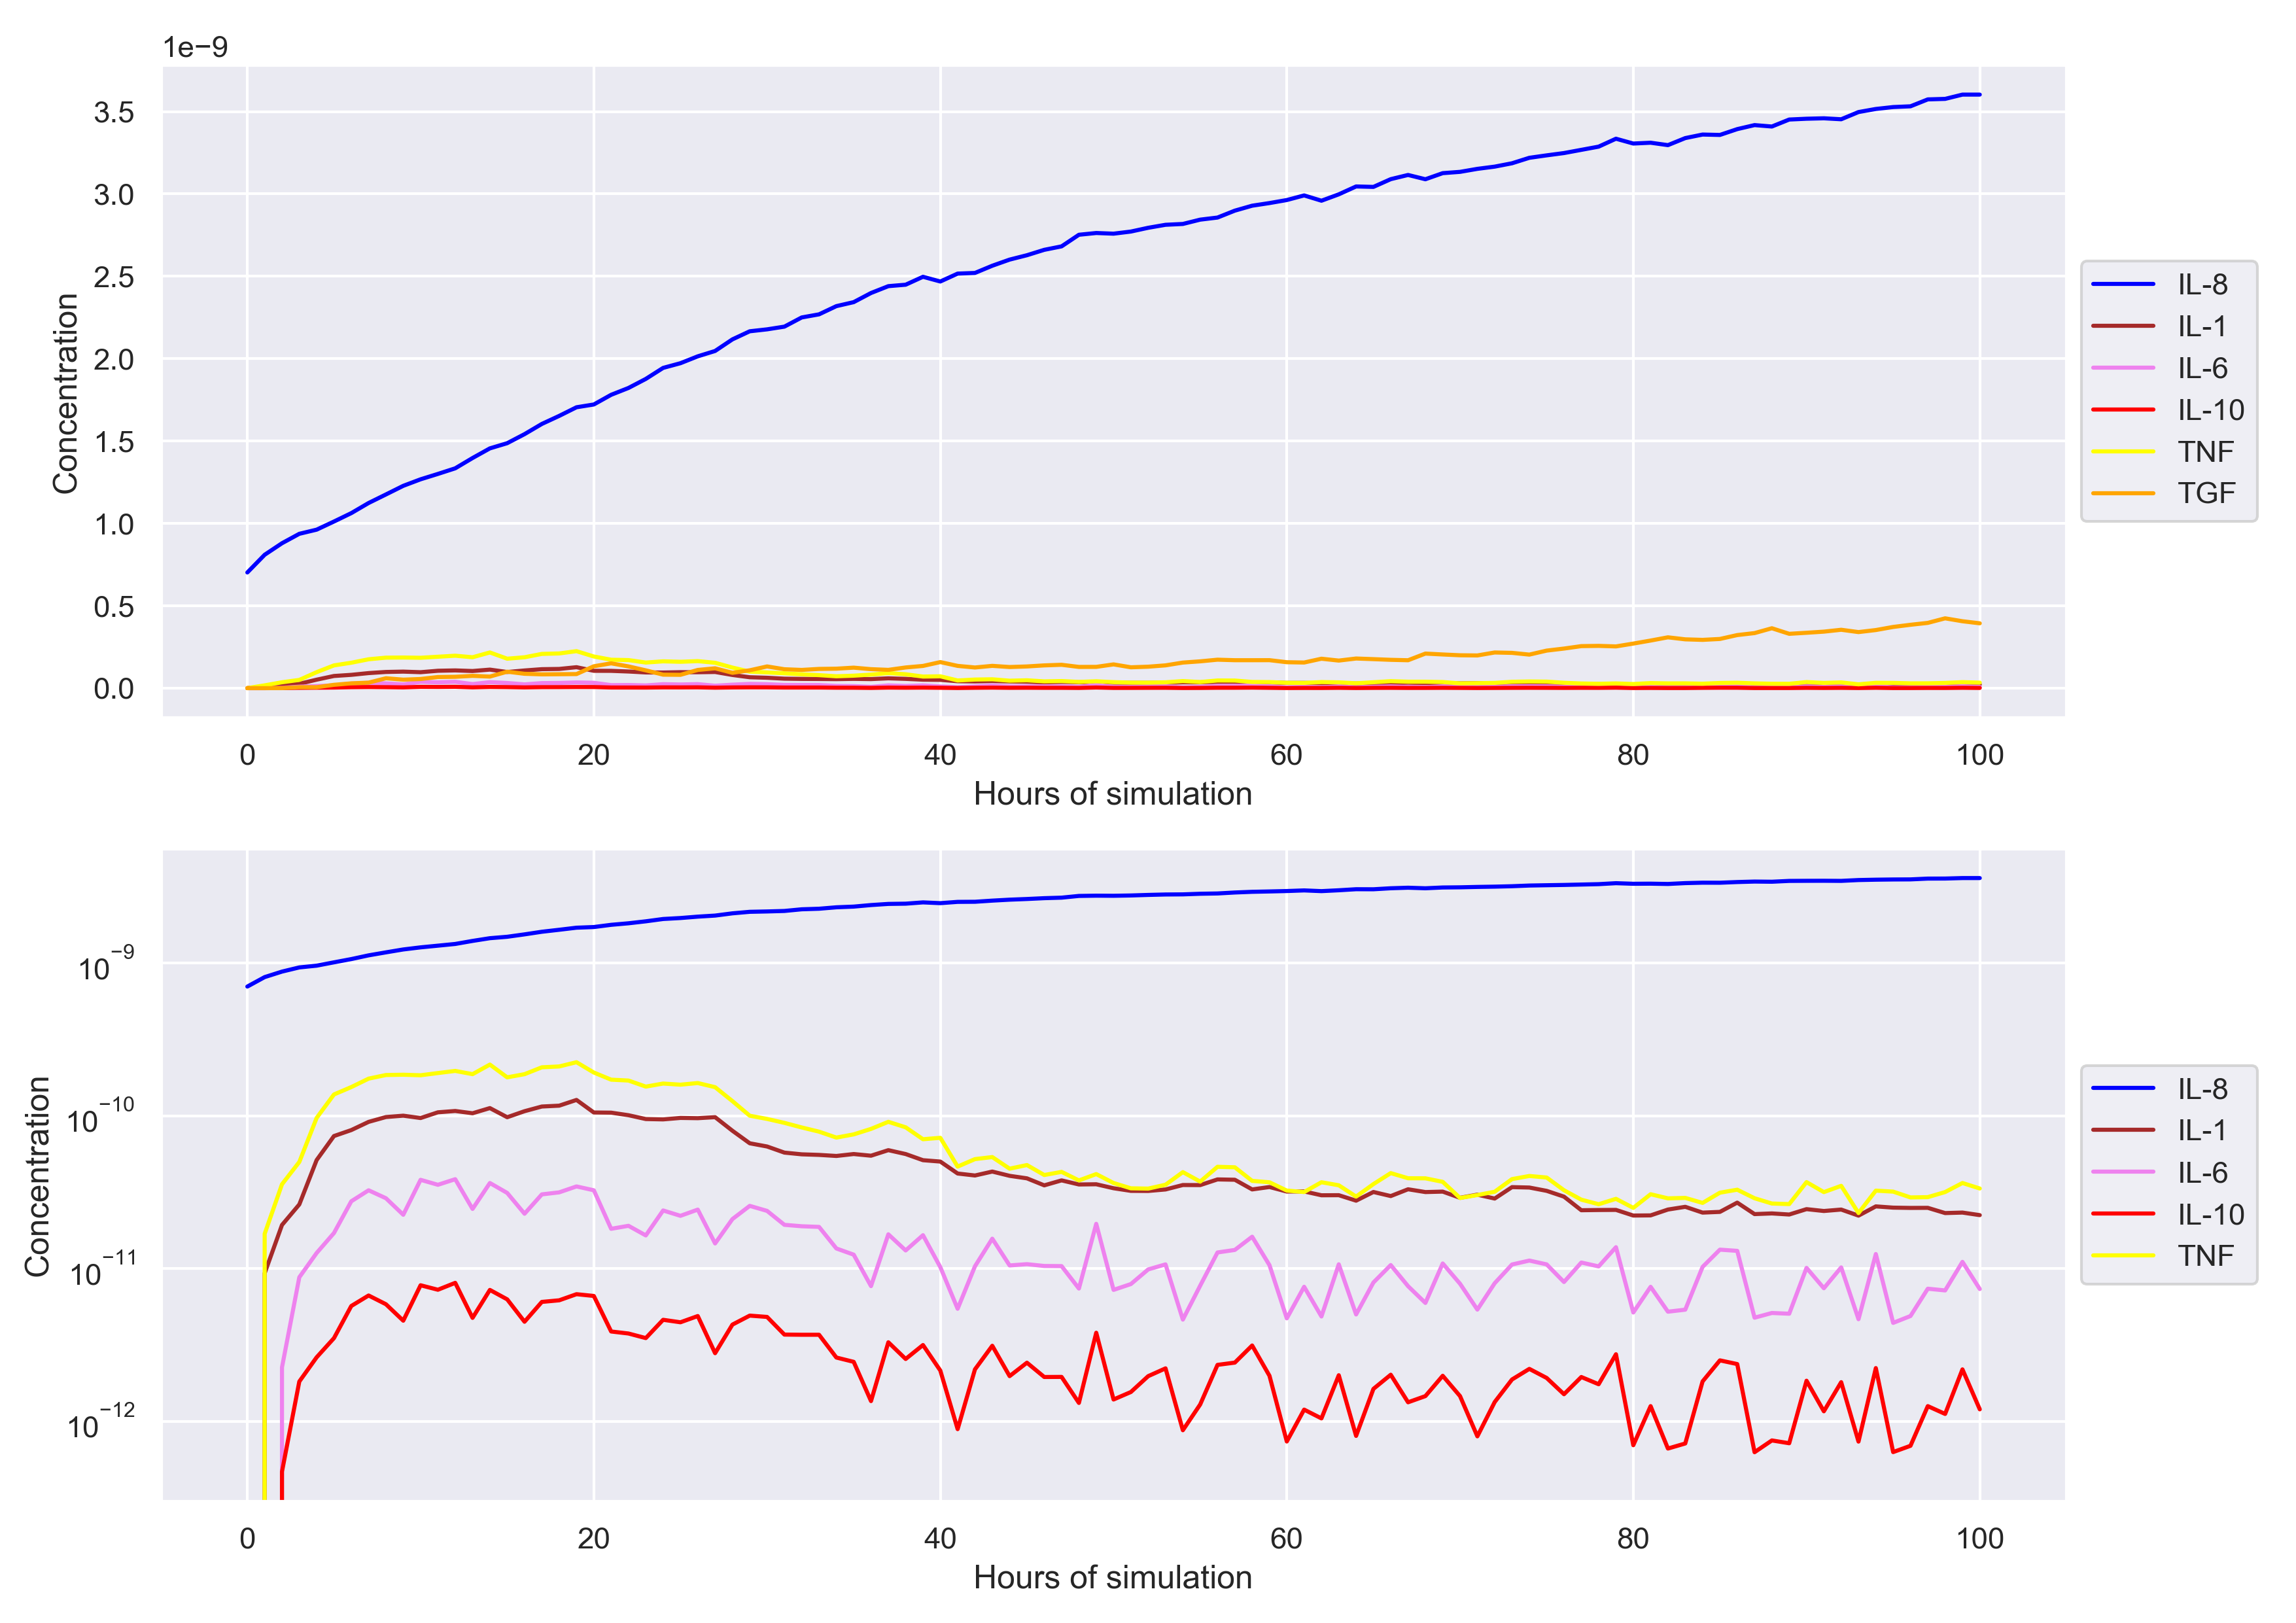 1e−9
3.5
3.0
2.5
2.0
1.5
1.0
0.5
0.0
Concentration
0 20 40 60 80 100
Hours of simulation
IL-8
IL-1
IL-6
IL-10
TNF
TGF
10−9
10−10
10−11
10−12
Concentration
0 20 40 60 80 100
Hours of simulation
IL-8
IL-1
IL-6
IL-10
TNF